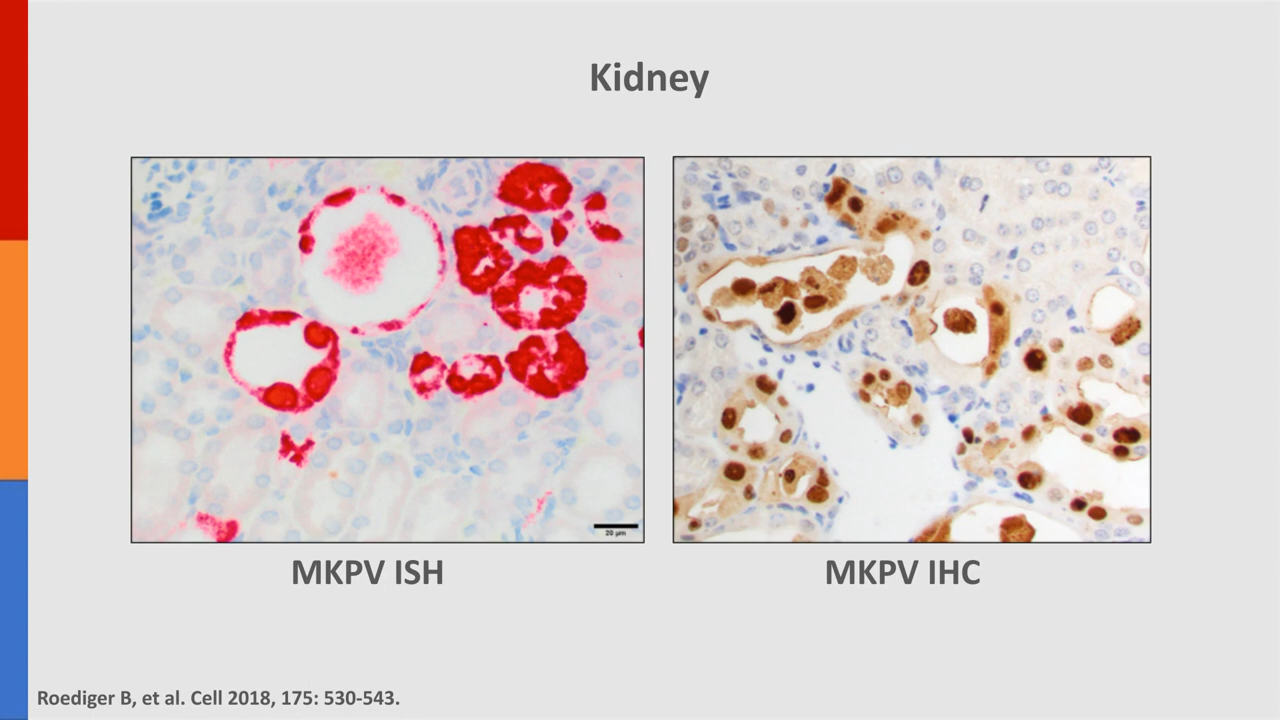 Kidney
20 µm
MKPV ISH
MKPV IHC
Roediger B, et al. Cell 2018, 175: 530-543.